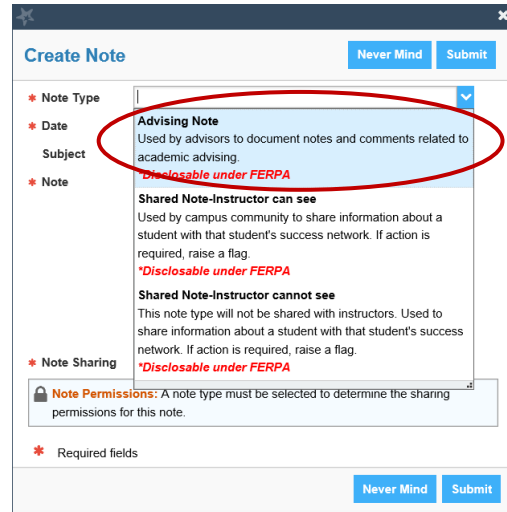 Create Note
Never Mind
Submit
* Note Type
* Date
Subject
* Note
Advising Note
Used by advisors to document notes and comments related to
academic advising.
*Disclosable under FERPA
Shared Note-Instructor can see
Used by campus community to share information about a
student with that student's success network. If action is
required, raise a flag.
*Disclosable under FERPA
Shared Note-Instructor cannot see
This note type will not be shared with instructors. Used to
share information about a student with that student's success
network. If action is required, raise a flag.
*Disclosable under FERPA
* Note Sharing
Note Permissions: A note type must be selected to determine the sharing
permissions for this note.
* Required fields
Never Mind
Submit